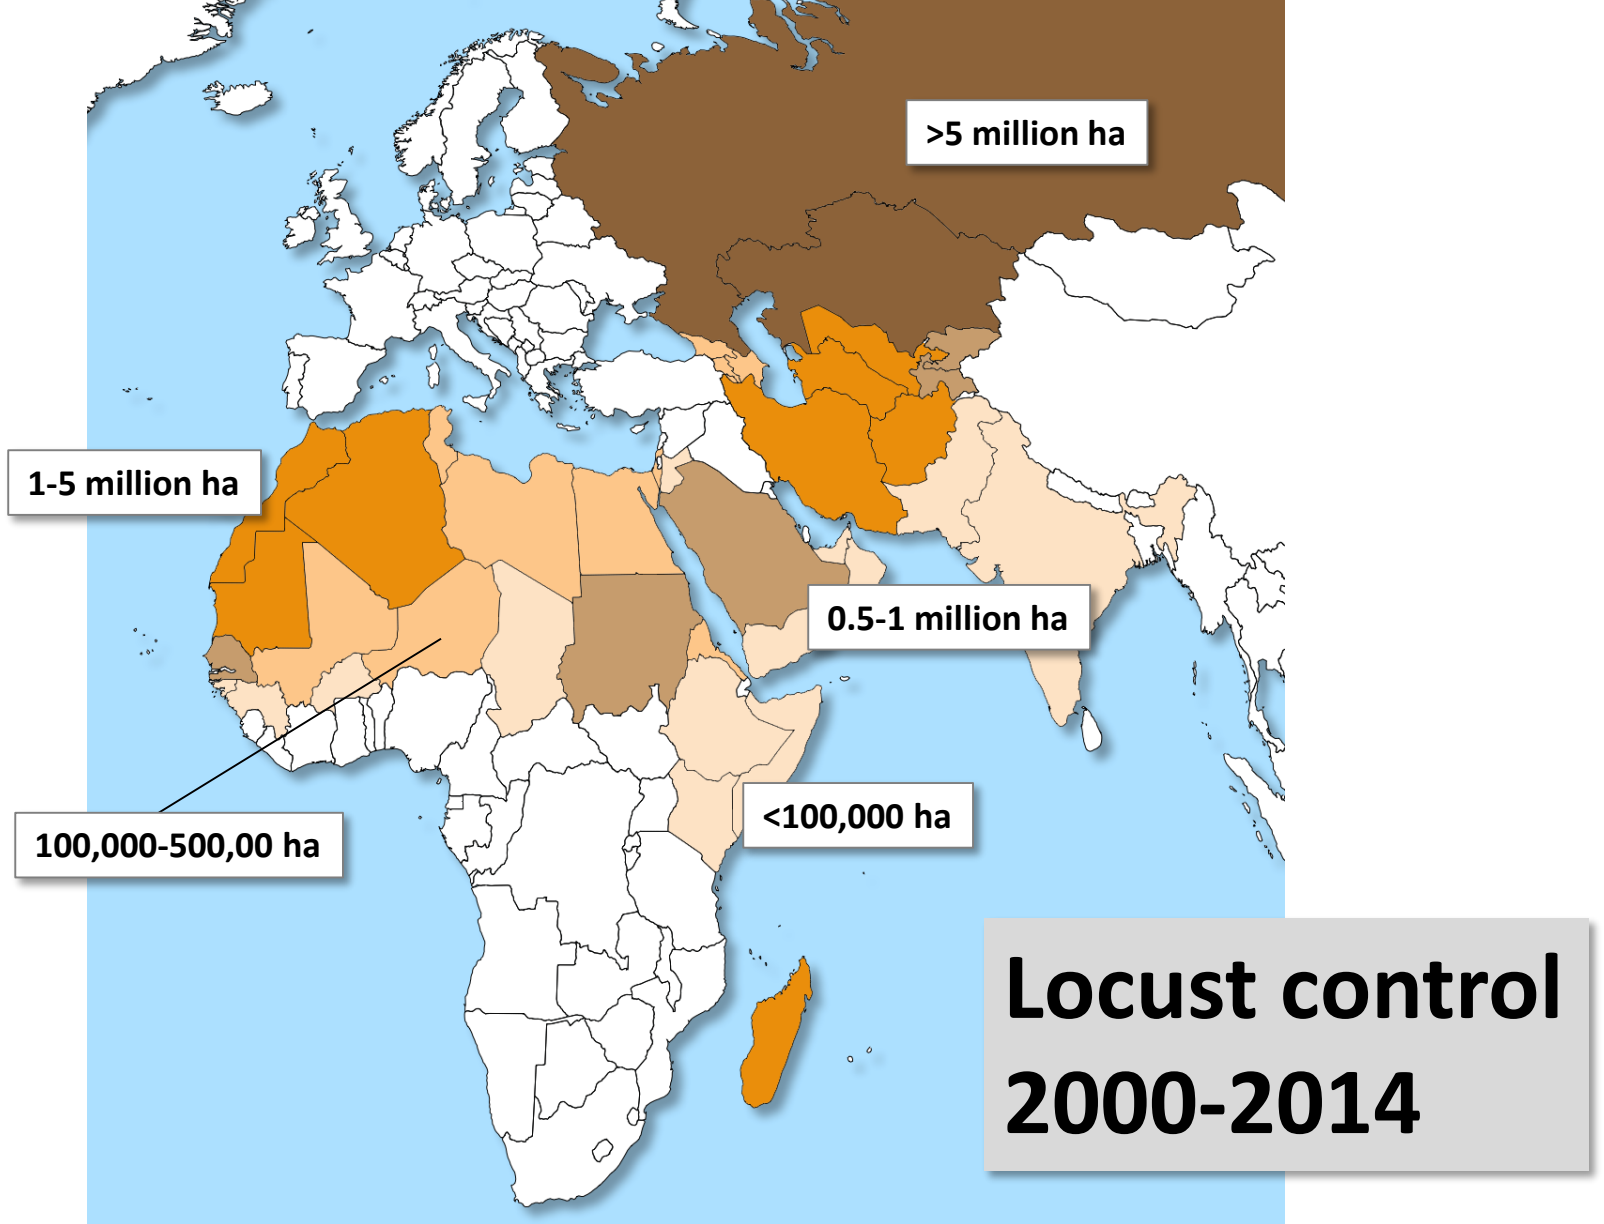 >5 million ha
1-5 million ha
0.5-1 million ha
<100,000 ha
100,000-500,00 ha
Locust control
2000-2014